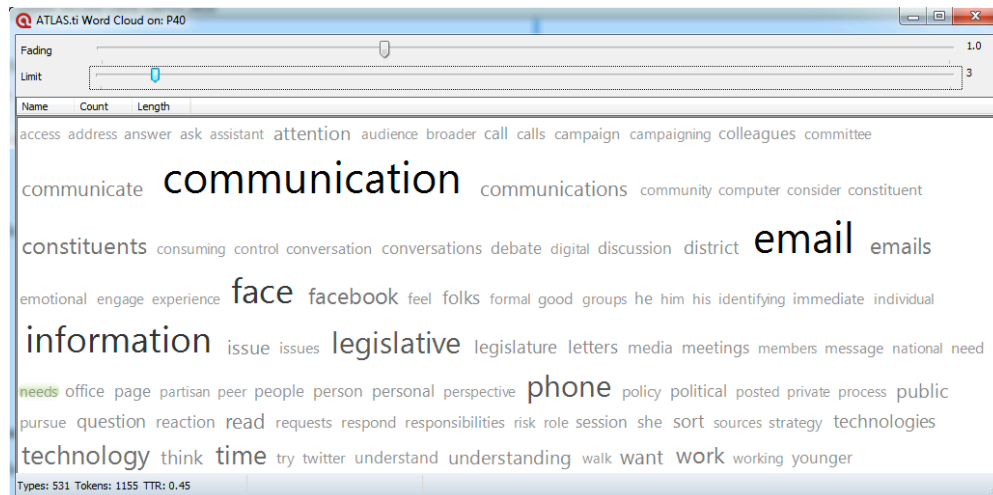 ATLAS.ti Word Cloud on: P40
Fading 1.0
Limit 3
Name Count Length
access address answer ask assistant attention audience broader call calls campaign campaigning colleagues committee
communicate communication communications community computer consider constituent
constituents consuming control conversation conversations debate digital discussion district email emails
emotional engage experience face facebook feel folks formal good groups he him his identifying immediate individual
information issue issues legislative legislature letters media meetings members message national need
needs office page partisan peer people person personal perspective phone policy political posted private process public
pursue question reaction read requests respond responsibilities risk role session she sort sources strategy technologies
technology think time try twitter understand understanding walk want work working younger
Types: 531 Tokens: 1155 TTR: 0.45